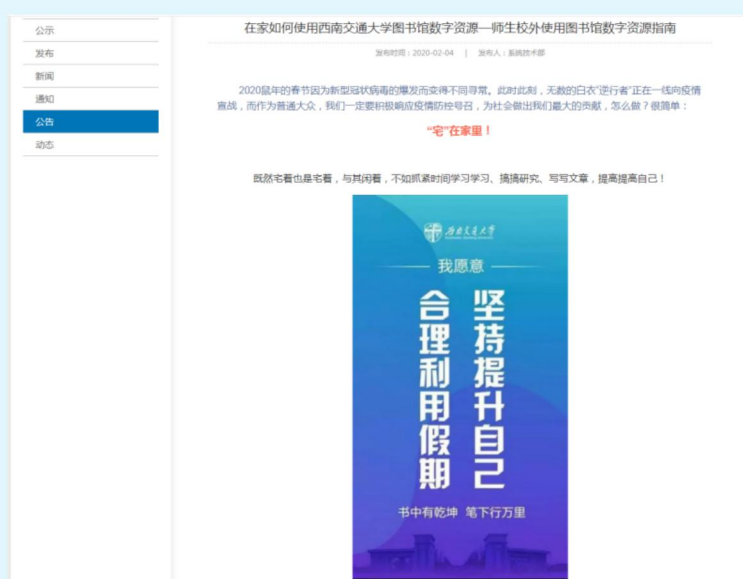 公示
发布
新闻
通知
公告
动态
在家如何使用西南交通大学图书馆数字资源—师生校外使用图书馆数字资源指南
发布时间：2020-02-04 | 发布人：系统技术部
2020鼠年的春节因为新型冠状病毒的爆发而变得不同寻常。此时此刻，无数的白衣“逆行者”正在一线向疫情
宣战，而作为普通大众，我们一定要积极响应疫情防控号召，为社会做出我们最大的贡献，怎么做？很简单：
“宅”在家里！
既然宅着也是宅着，与其闲着，不如抓紧时间学习学习、搞搞研究、写写文章，提高提高自己！
西南交通大学
我愿意
坚持提升自己
合理利用假期
书中有乾坤 笔下行万里